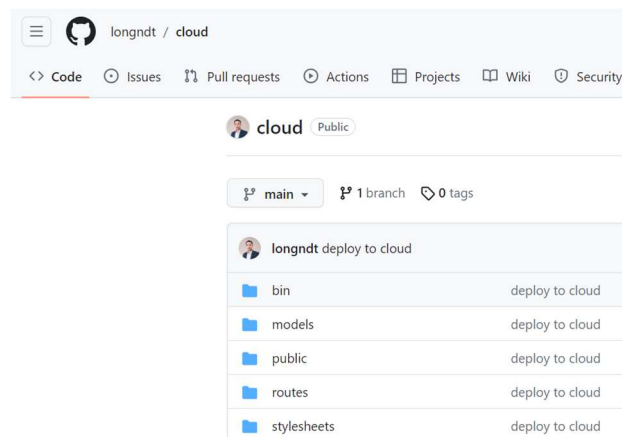 longndt / cloud
Code Issues Pull requests Actions Projects Wiki Security
cloud Public
main 1 branch 0 tags
longndt deploy to cloud
bin deploy to cloud
models deploy to cloud
public deploy to cloud
routes deploy to cloud
stylesheets deploy to cloud